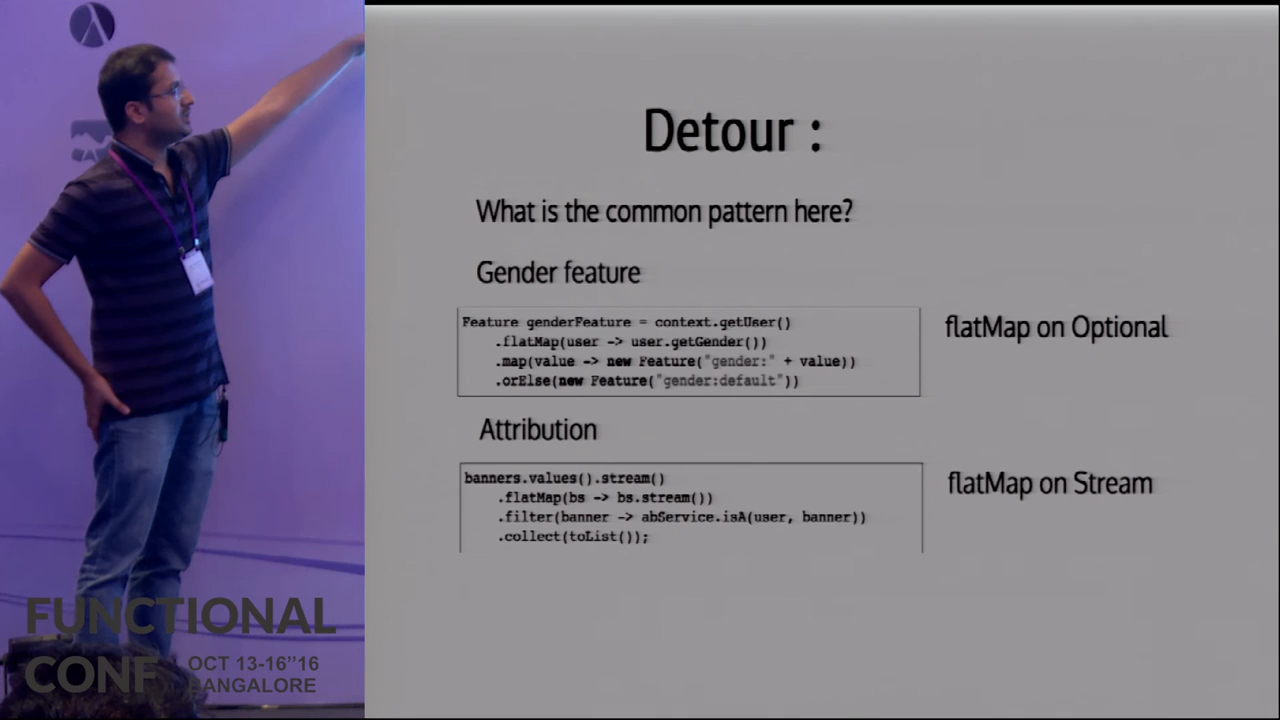 Detour :
What is the common pattern here?
Gender feature
Feature genderFeature = context.getUser()
.flatMap(user -> user.getGender())
.map(value -> new Feature("gender:" + value))
.orElse(new Feature("gender:default"))
flatMap on Optional
Attribution
banners.values().stream()
.flatMap(bs -> bs.stream())
.filter(banner -> abService.isA(user, banner))
.collect(toList());
flatMap on Stream
FUNCTIONAL
CONF
OCT 13-16”16
BANGALORE